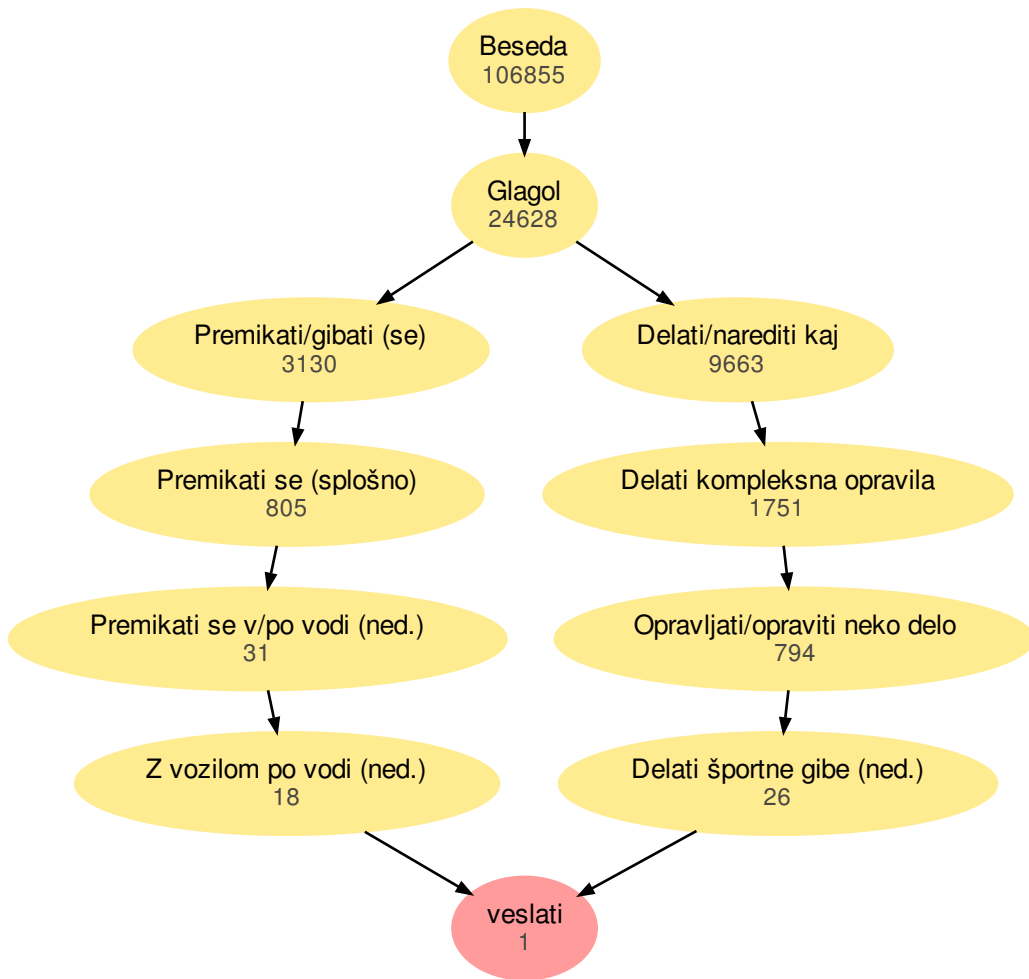 Beseda
106855
Glagol
24628
Premikati/gibati (se)
3130
Delati/narediti kaj
9663
Premikati se (splošno)
805
Delati kompleksna opravila
1751
Premikati se v/po vodi (ned.)
31
Opravljati/opraviti neko delo
794
Z vozilom po vodi (ned.)
18
Delati športne gibe (ned.)
26
veslati
1